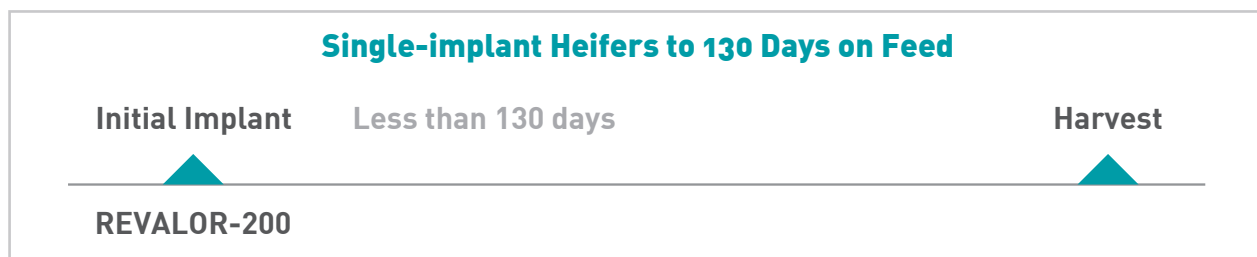 Single-implant Heifers to 130 Days on Feed
Initial Implant Less than 130 days Harvest
REVALOR-200